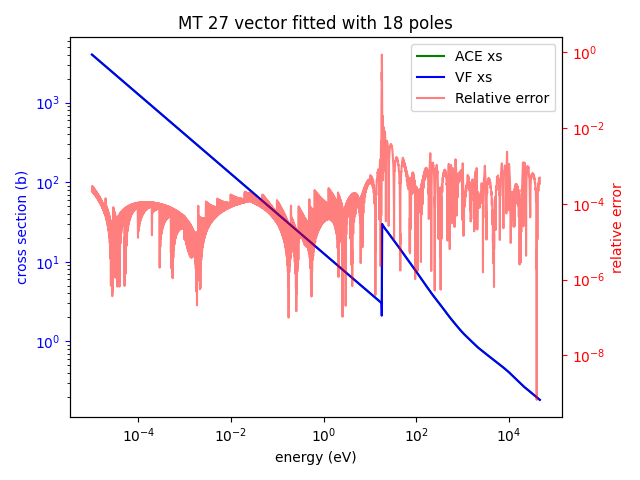 MT 27 vector fitted with 18 poles
ACE xs
VF xs
Relative error
cross section (b)
10^3
10^2
10^1
10^0
10^0
10^-2
10^-4
10^-6
10^-8
relative error
10^-4
10^-2
10^0
10^2
10^4
energy (eV)